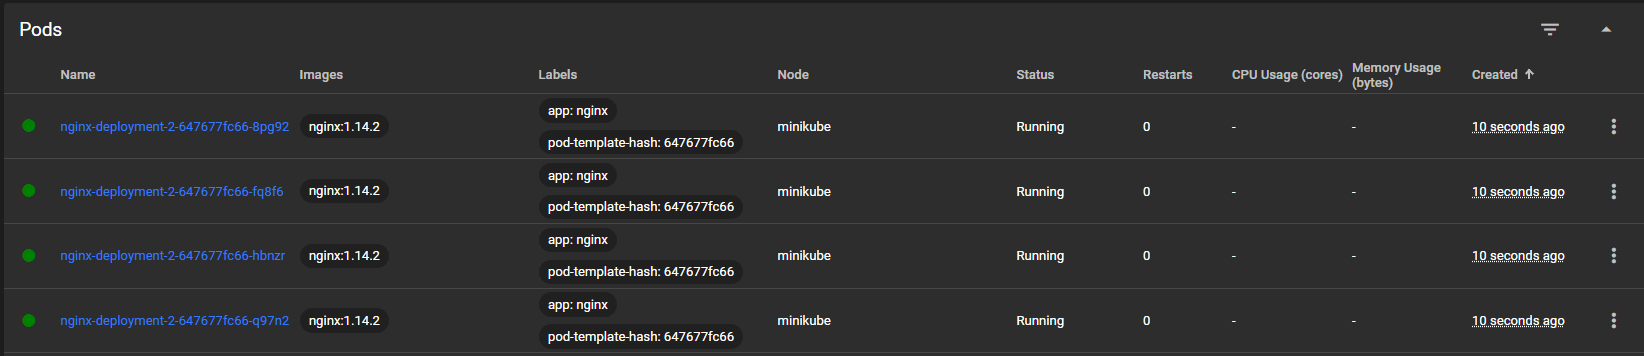 Pods
Name Images Labels Node Status Restarts CPU Usage (cores) Memory Usage (bytes) Created
nginx-deployment-2-647677fc66-8pg92 nginx:1.14.2 app: nginx pod-template-hash: 647677fc66 minikube Running 0 - - 10 seconds ago
nginx-deployment-2-647677fc66-fq8f6 nginx:1.14.2 app: nginx pod-template-hash: 647677fc66 minikube Running 0 - - 10 seconds ago
nginx-deployment-2-647677fc66-hbnzr nginx:1.14.2 app: nginx pod-template-hash: 647677fc66 minikube Running 0 - - 10 seconds ago
nginx-deployment-2-647677fc66-q97n2 nginx:1.14.2 app: nginx pod-template-hash: 647677fc66 minikube Running 0 - - 10 seconds ago